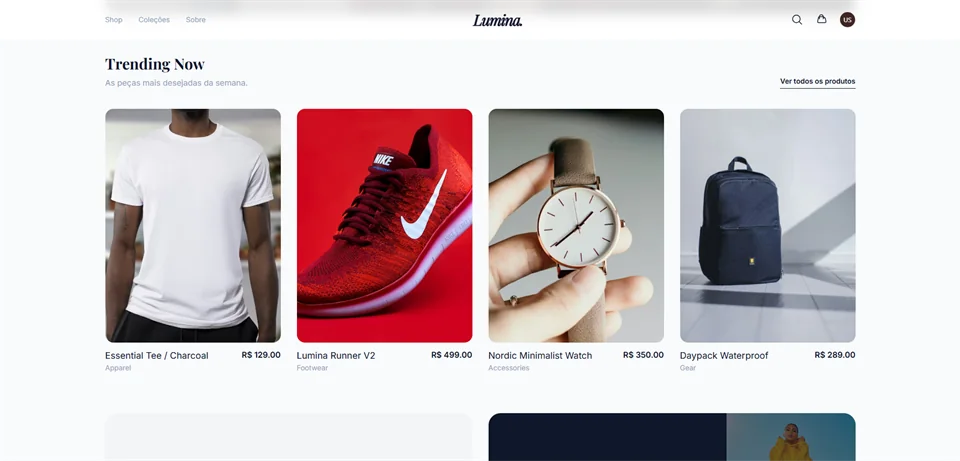 Shop Coleções Sobre Lumina. US
Trending Now
As peças mais desejadas da semana.
Ver todos os produtos
NIKE
Essential Tee / Charcoal R$ 129.00
Apparel
Lumina Runner V2 R$ 499.00
Footwear
Nordic Minimalist Watch R$ 350.00
Accessories
Daypack Waterproof R$ 289.00
Gear